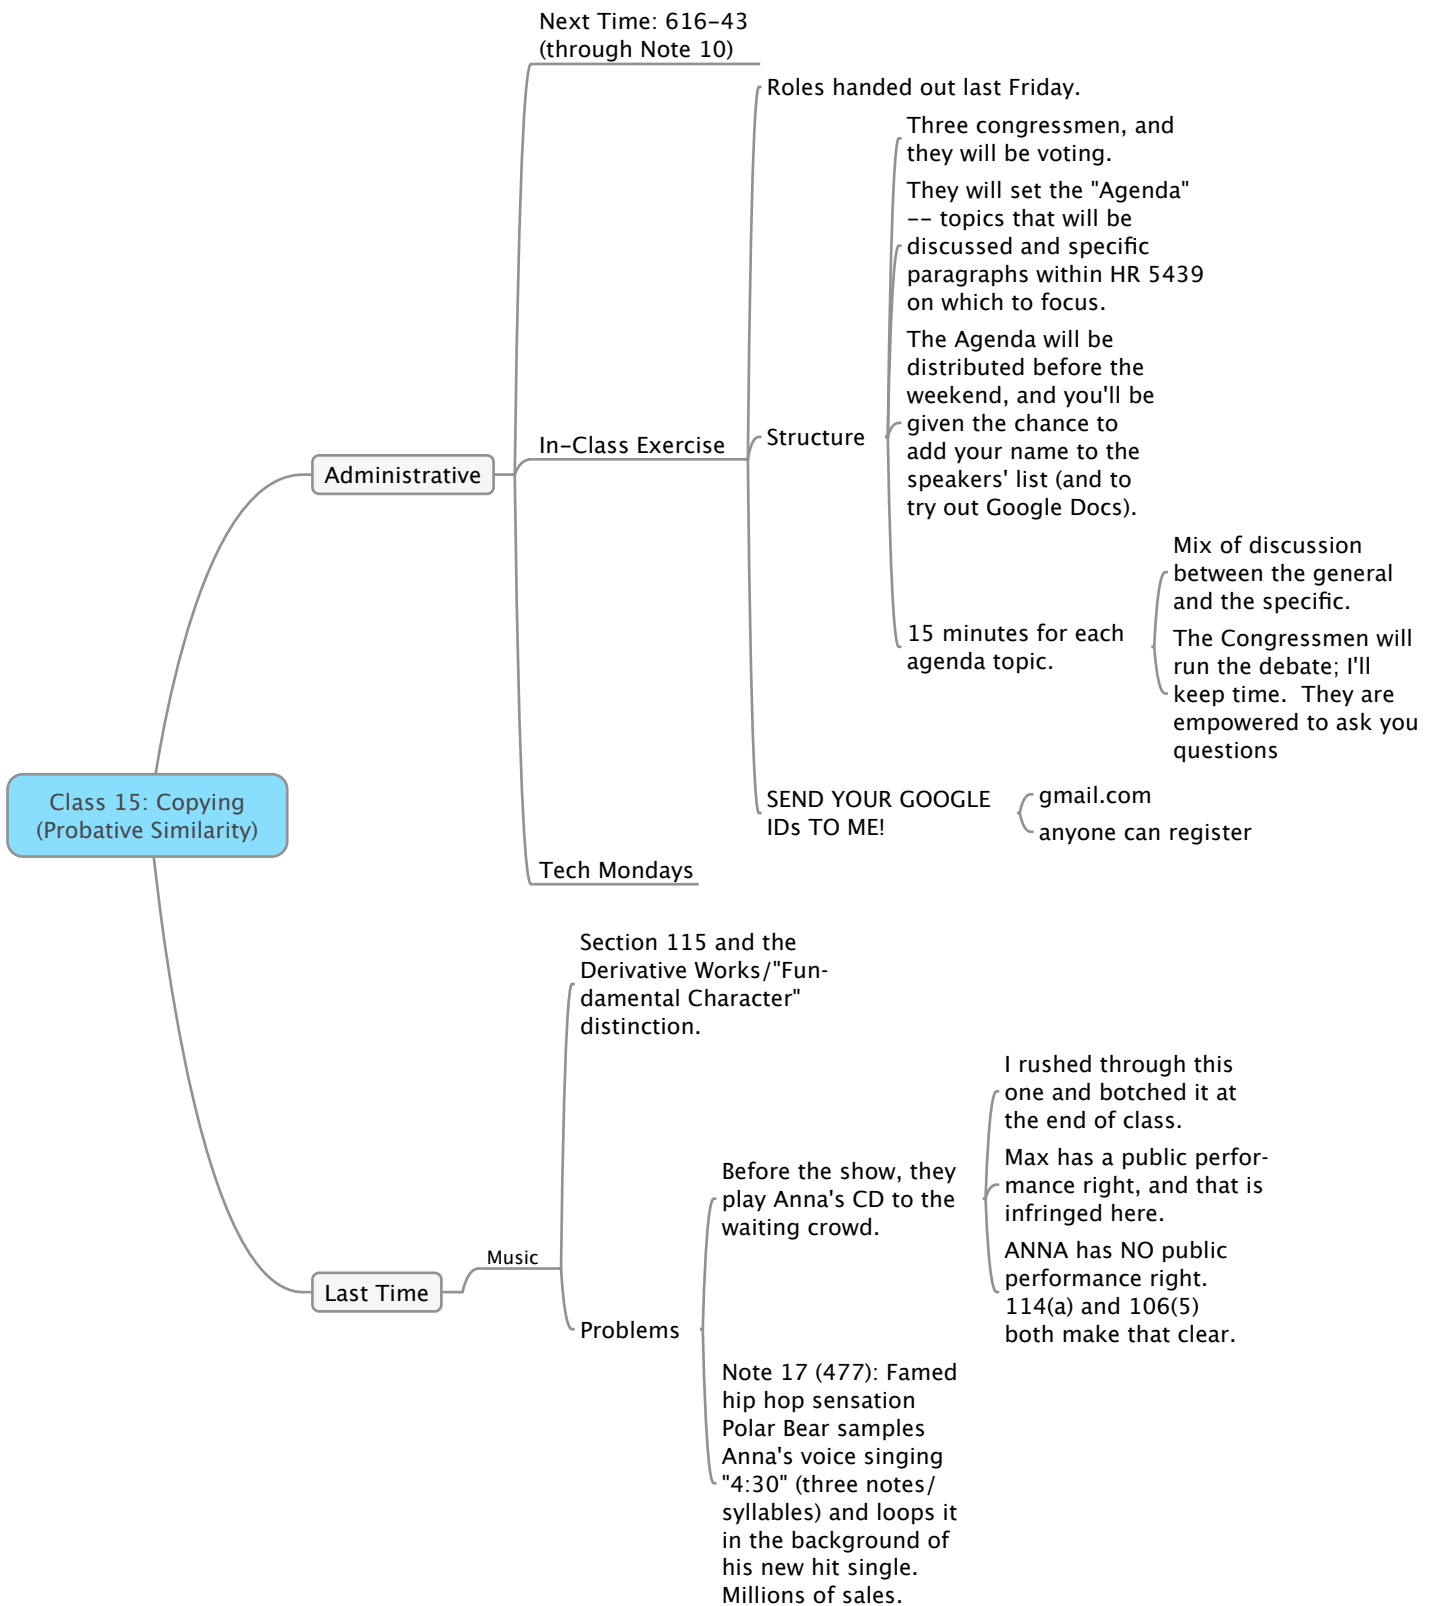 Next Time: 616-43
(through Note 10)
Roles handed out last Friday.
Three congressmen, and
they will be voting.
They will set the "Agenda"
-- topics that will be
discussed and specific
paragraphs within HR 5439
on which to focus.
The Agenda will be
distributed before the
weekend, and you'll be
given the chance to
add your name to the
speakers' list (and to
try out Google Docs).
Structure
In-Class Exercise
Administrative
Mix of discussion
between the general
and the specific.
15 minutes for each
agenda topic.
The Congressmen will
run the debate; I'll
keep time.  They are
empowered to ask you
questions
SEND YOUR GOOGLE
IDs TO ME!
gmail.com
anyone can register
Class 15: Copying
(Probative Similarity)
Tech Mondays
Section 115 and the
Derivative Works/"Fun-
damental Character"
distinction.
I rushed through this
one and botched it at
the end of class.
Before the show, they
play Anna's CD to the
waiting crowd.
Max has a public perfor-
mance right, and that is
infringed here.
ANNA has NO public
performance right.
114(a) and 106(5)
both make that clear.
Music
Last Time
Problems
Note 17 (477): Famed
hip hop sensation
Polar Bear samples
Anna's voice singing
"4:30" (three notes/
syllables) and loops it
in the background of
his new hit single.
Millions of sales.